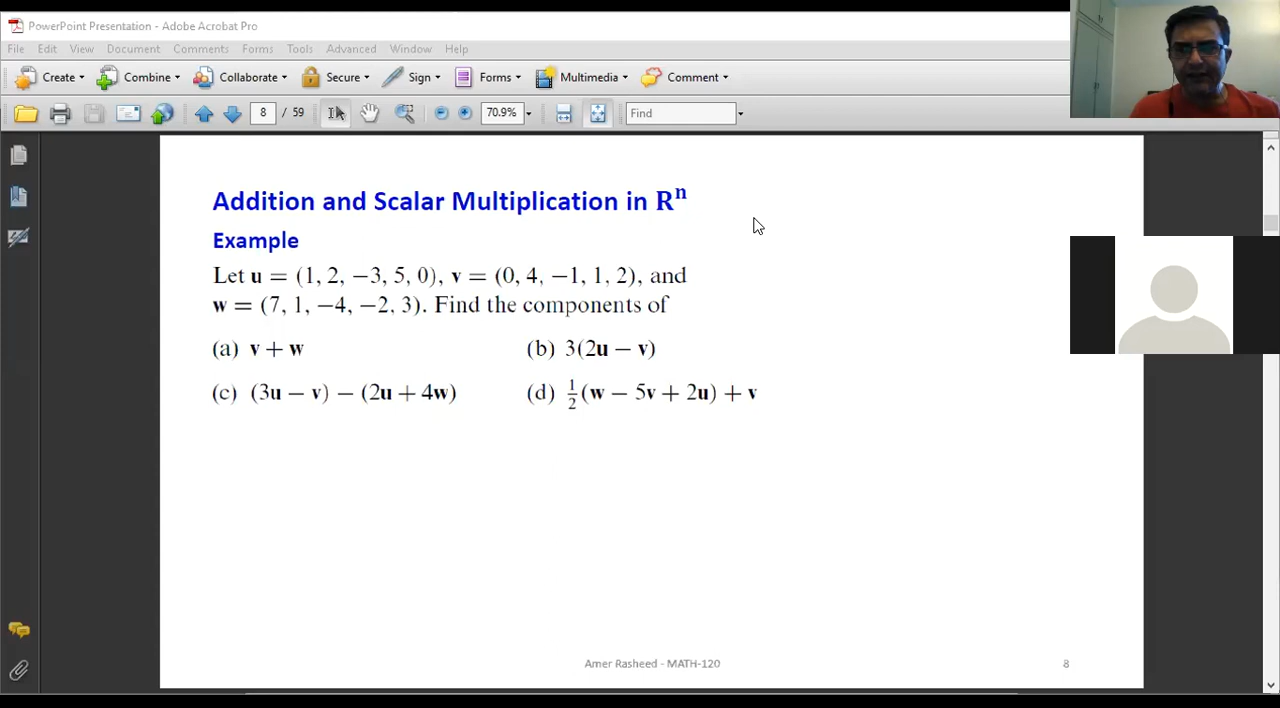 PowerPoint Presentation - Adobe Acrobat Pro
File Edit View Document Comments Forms Tools Advanced Window Help
Create Combine Collaborate Secure Sign Forms Multimedia Comment
8 / 59 70.9% Find
Addition and Scalar Multiplication in Rⁿ
Example
Let u = (1, 2, −3, 5, 0), v = (0, 4, −1, 1, 2), and
w = (7, 1, −4, −2, 3). Find the components of
(a) v + w (b) 3(2u − v)
(c) (3u − v) − (2u + 4w) (d) ½(w − 5v + 2u) + v
Amer Rasheed - MATH-120 8